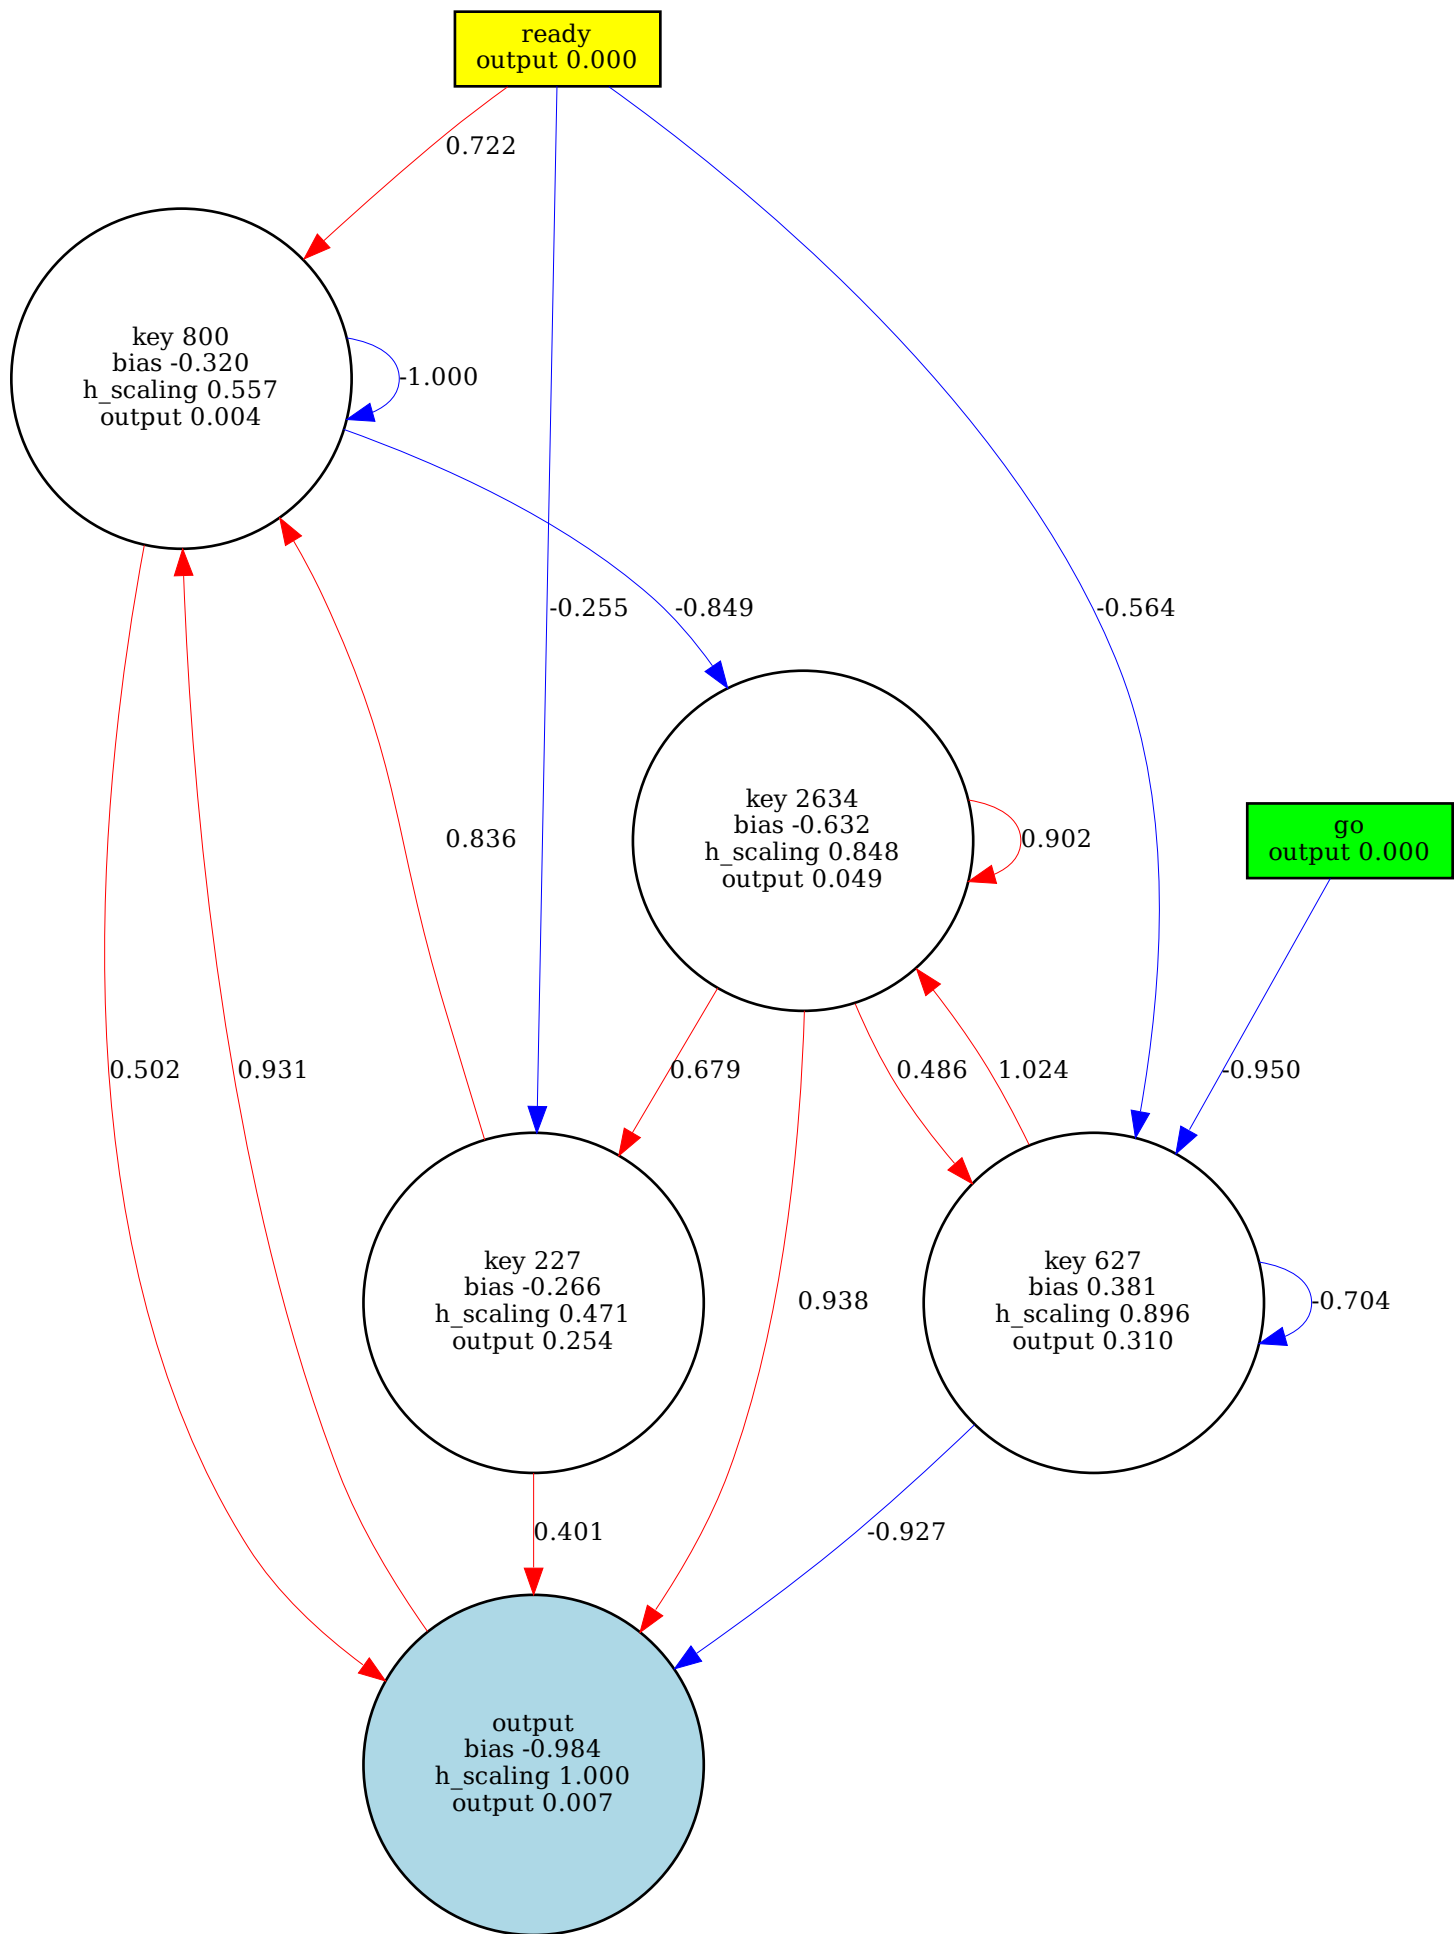 ready
output 0.000
0.722
key 800
bias -0.320
h_scaling 0.557
output 0.004
-1.000
-0.255
-0.849
-0.564
key 2634
bias -0.632
h_scaling 0.848
output 0.049
0.902
go
output 0.000
0.836
0.502
0.931
0.679
0.486
1.024
-0.950
key 227
bias -0.266
h_scaling 0.471
output 0.254
0.938
key 627
bias 0.381
h_scaling 0.896
output 0.310
-0.704
0.401
-0.927
output
bias -0.984
h_scaling 1.000
output 0.007